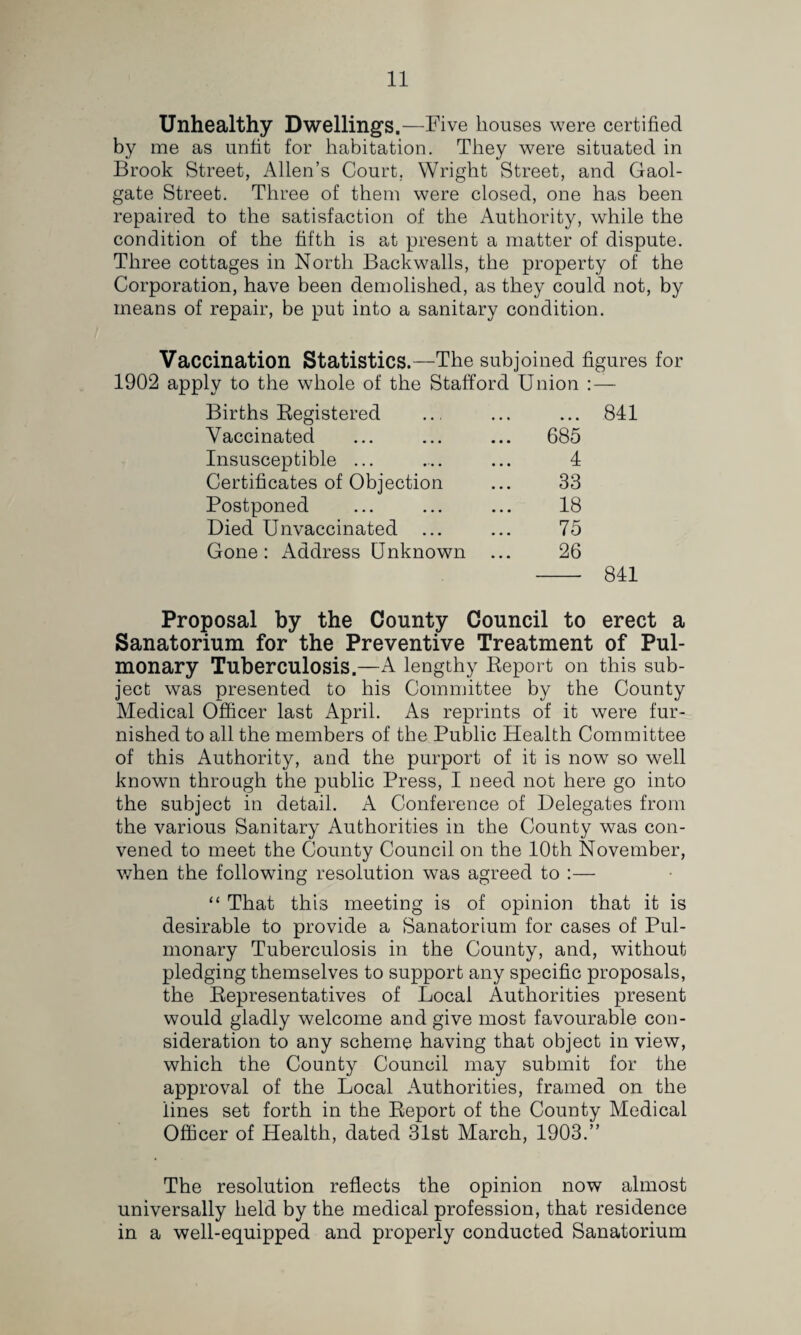 11
Unhealthy Dwellings.—Five houses were certified
by me as unfit for habitation. They were situated in
Brook Street, Allen's Court, Wright Street, and Gaol-
gate Street. Three of them were closed, one has been
repaired to the satisfaction of the Authority, while the
condition of the fifth is at present a matter of dispute.
Three cottages in North Backwalls, the property of the
Corporation, have been demolished, as they could not, by
means of repair, be put into a sanitary condition.
Vaccination Statistics.—The subjoined figures for
1902 apply to the whole of the Stafford Union :—
Births Registered ... ... ... 841
Vaccinated ... ... ... 685
Insusceptible ... ... ... 4
Certificates of Objection ... 33
Postponed ... ... ... 18
Died Unvaccinated ... ... 75
Gone : Address Unknown ... 26
—— 841
Proposal by the County Council to erect a
Sanatorium for the Preventive Treatment of Pul-
monary Tuberculosis.—A lengthy Report on this sub-
ject was presented to his Committee by the County
Medical Officer last April. As reprints of it were fur-
nished to all the members of the Public Health Committee
of this Authority, and the purport of it is now so well
known through the public Press, I need not here go into
the subject in detail. A Conference of Delegates from
the various Sanitary Authorities in the County was con-
vened to meet the County Council on the 10th November,
when the following resolution was agreed to :—
“ That this meeting is of opinion that it is
desirable to provide a Sanatorium for cases of Pul-
monary Tuberculosis in the County, and, without
pledging themselves to support any specific proposals,
the Representatives of Local Authorities present
would gladly welcome and give most favourable con-
sideration to any scheme having that object in view,
which the County Council may submit for the
approval of the Local Authorities, framed on the
lines set forth in the Report of the County Medical
Officer of Health, dated 31st March, 1903.”
The resolution reflects the opinion now almost
universally held by the medical profession, that residence
in a well-equipped and properly conducted Sanatorium